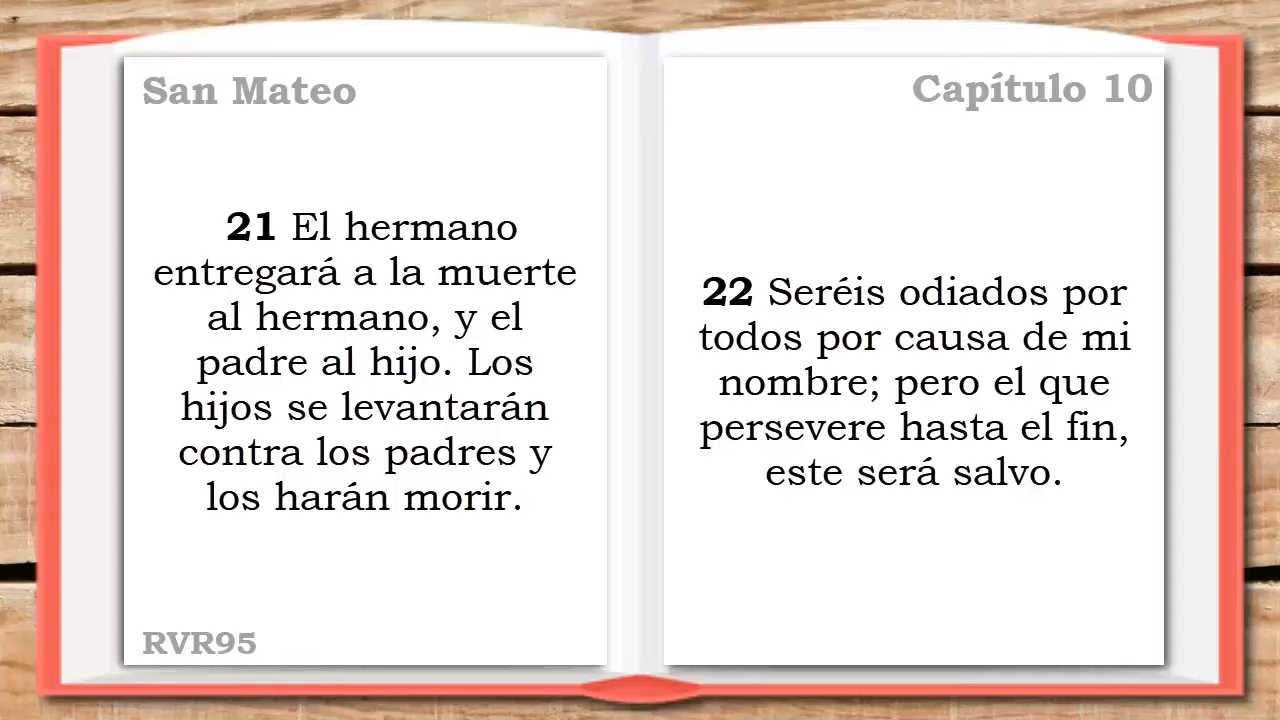 San Mateo
21 El hermano
entregará a la muerte
al hermano, y el
padre al hijo. Los
hijos se levantarán
contra los padres y
los harán morir.
RVR95
Capítulo 10
22 Seréis odiados por
todos por causa de mi
nombre; pero el que
persevere hasta el fin,
este será salvo.